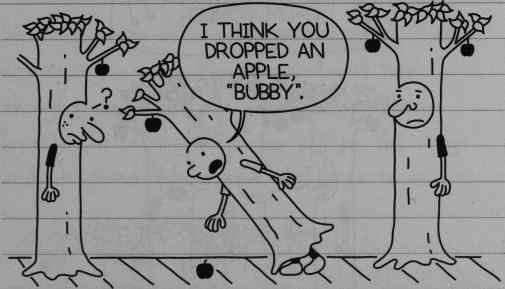 I THINK YOU
DROPPED AN
APPLE,
"BUBBY".
?